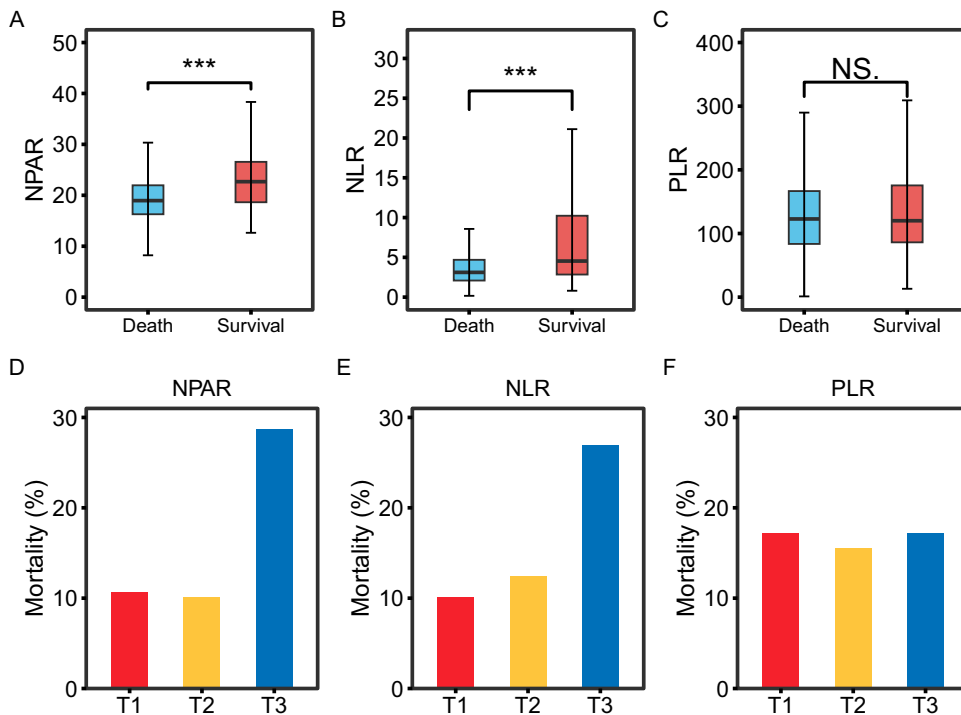 A
50
40
30
20
10
0
NPAR
***
Death
Survival
B
30
25
20
15
10
5
0
NLR
***
Death
Survival
C
400
300
200
100
0
PLR
NS.
Death
Survival
D
NPAR
30
20
10
0
Mortality (%)
T1
T2
T3
E
NLR
30
20
10
0
Mortality (%)
T1
T2
T3
F
PLR
30
20
10
0
Mortality (%)
T1
T2
T3